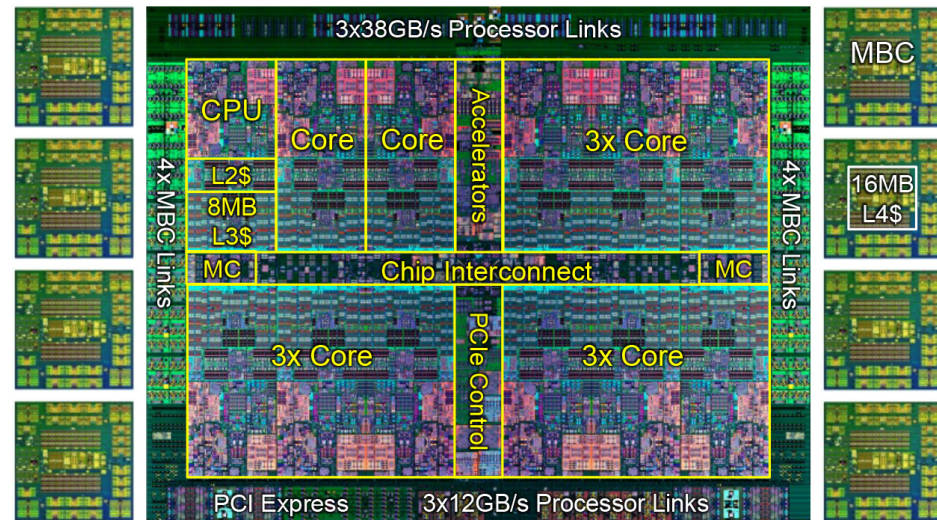 3x38GB/s Processor Links
MBC
CPU
Core
Core
Accelerators
3x Core
L2$
8MB
L3$
4x MBC Links
4x MBC Links
16MB
L4$
MC
Chip Interconnect
MC
3x Core
PCIe Control
3x Core
PCI Express
3x12GB/s Processor Links